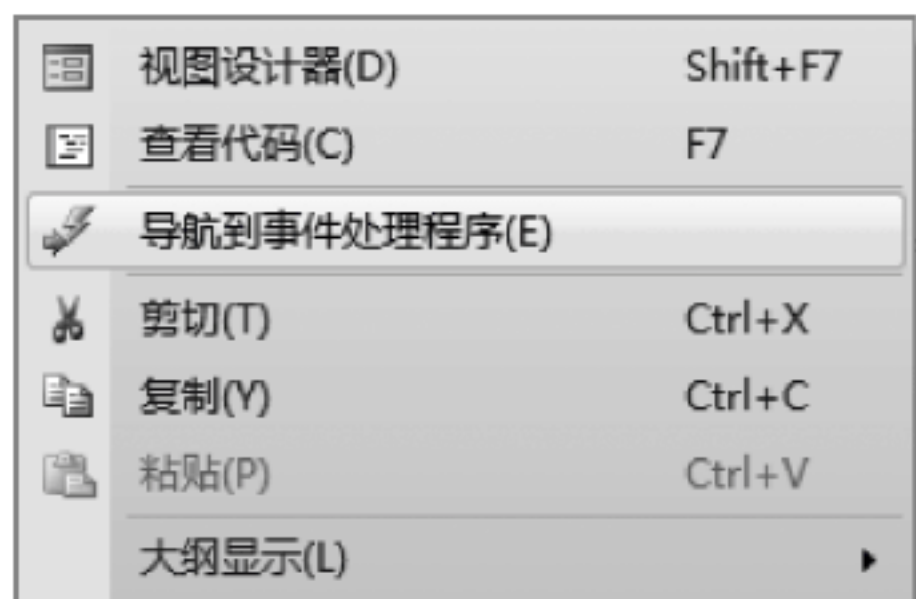 视图设计器(D) Shift+F7
查看代码(C) F7
导航到事件处理程序(E)
剪切(T) Ctrl+X
复制(Y) Ctrl+C
粘贴(P) Ctrl+V
大纲显示(L)